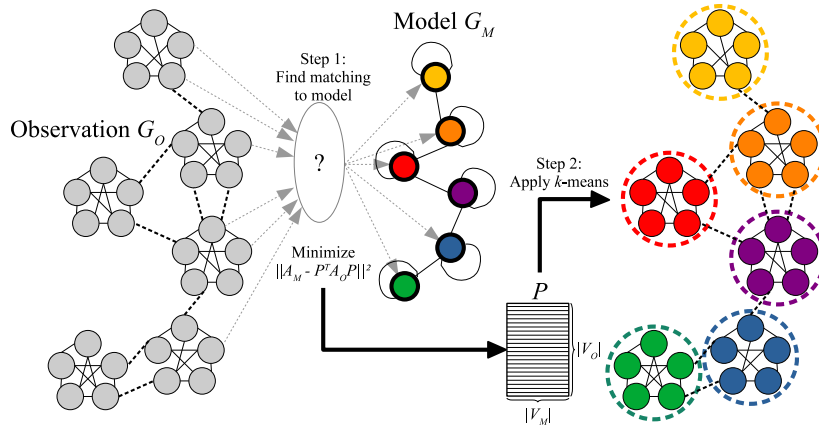 Model G_M
Step 1:
Find matching
to model
Observation G_O
?
Step 2:
Apply k-means
Minimize
||A_M - P^T A_O P||²
P
|V_O|
|V_M|